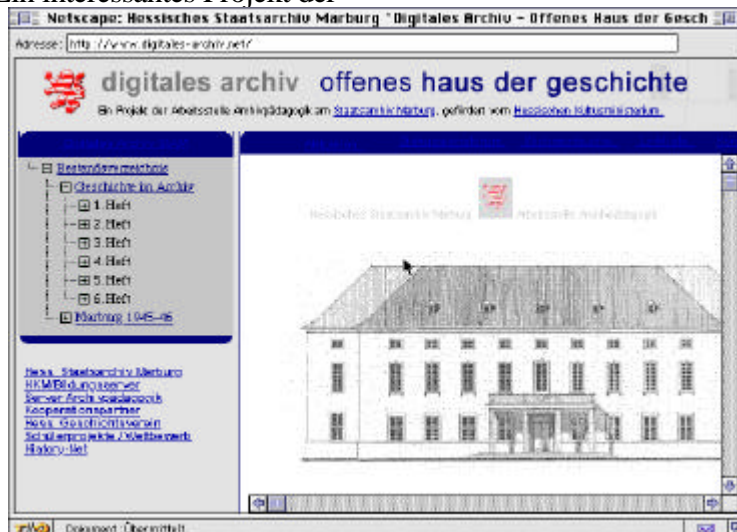 Ein interessantes Projekt der
Netscape: Hessisches Staatsarchiv Marburg "Digitales Archiv - Offenes Haus der Gesch
Adresse: http://www.digitales-archiv.net/
digitales archiv offenes haus der geschichte
Ein Projekt der Arbeitsstelle Archivpädagogik am Staatsarchiv Marburg, gefördert vom Hessischen Kultusministerium.
Bestandsverzeichnis
Geschichte im Archiv
1. Heft
2. Heft
3. Heft
4. Heft
5. Heft
6. Heft
Marburg 1945-46
Hessisches Staatsarchiv Marburg Arbeitsstelle Archivpädagogik
Hess. Staatsarchiv Marburg
HKM/Bildungsserver
Server Archivpädagogik
Kooperationspartner
Hess. Geschichtsverein
Schülerprojekte / Wettbewerb
History-Net
Dokument: Übermittelt